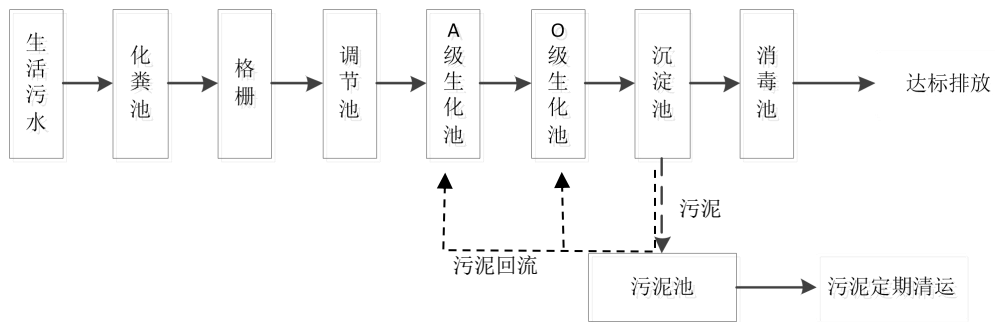 生活污水
化粪池
格栅
调节池
A级生化池
O级生化池
沉淀池
消毒池
达标排放
污泥
污泥回流
污泥池
污泥定期清运